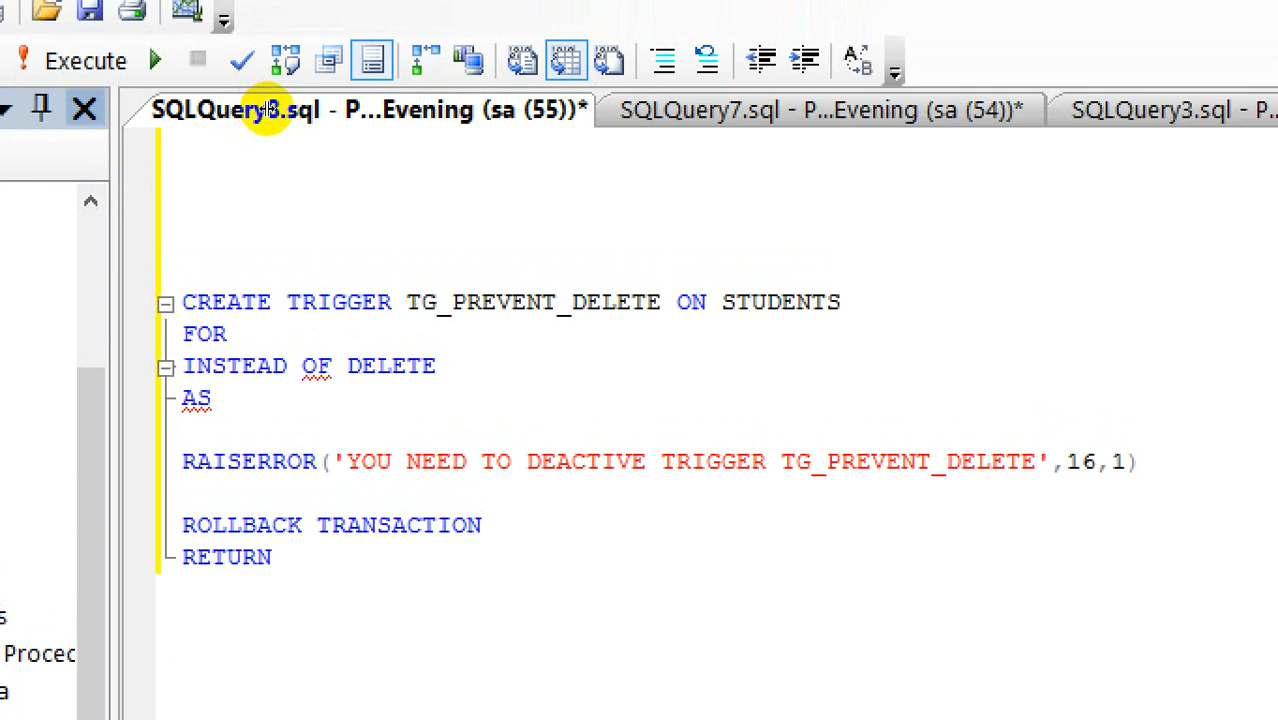 Execute
SQLQuery8.sql - P...Evening (sa (55))*
SQLQuery7.sql - P...Evening (sa (54))*
SQLQuery3.sql - P..
CREATE TRIGGER TG_PREVENT_DELETE ON STUDENTS
FOR
INSTEAD OF DELETE
AS
RAISERROR('YOU NEED TO DEACTIVE TRIGGER TG_PREVENT_DELETE',16,1)
ROLLBACK TRANSACTION
RETURN
s
Proced
a